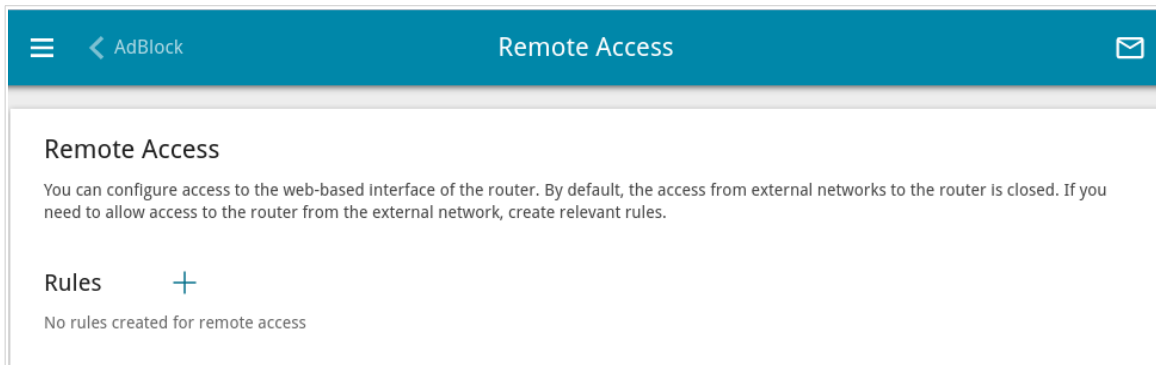 AdBlock
Remote Access
Remote Access
You can configure access to the web-based interface of the router. By default, the access from external networks to the router is closed. If you
need to allow access to the router from the external network, create relevant rules.
Rules
No rules created for remote access